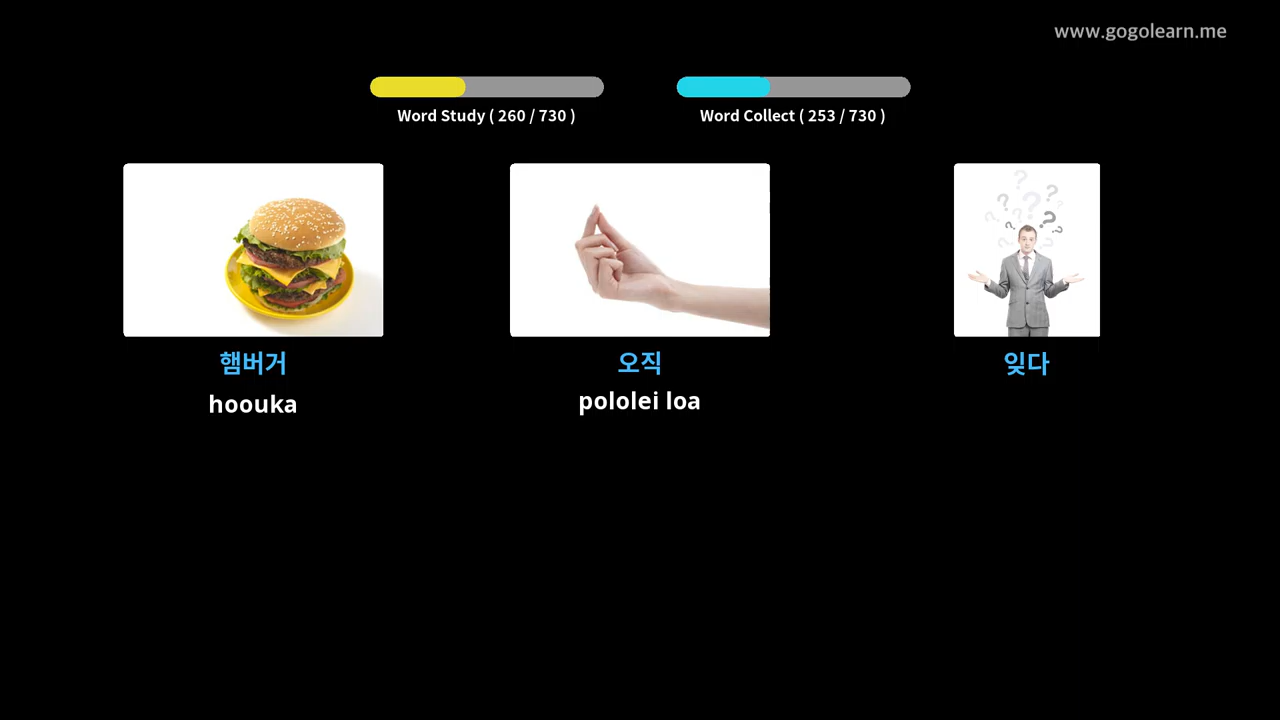 www.gogolearn.me
Word Study ( 260 / 730 )
Word Collect ( 253 / 730 )
햄버거
오직
잊다
hoouka
pololei loa